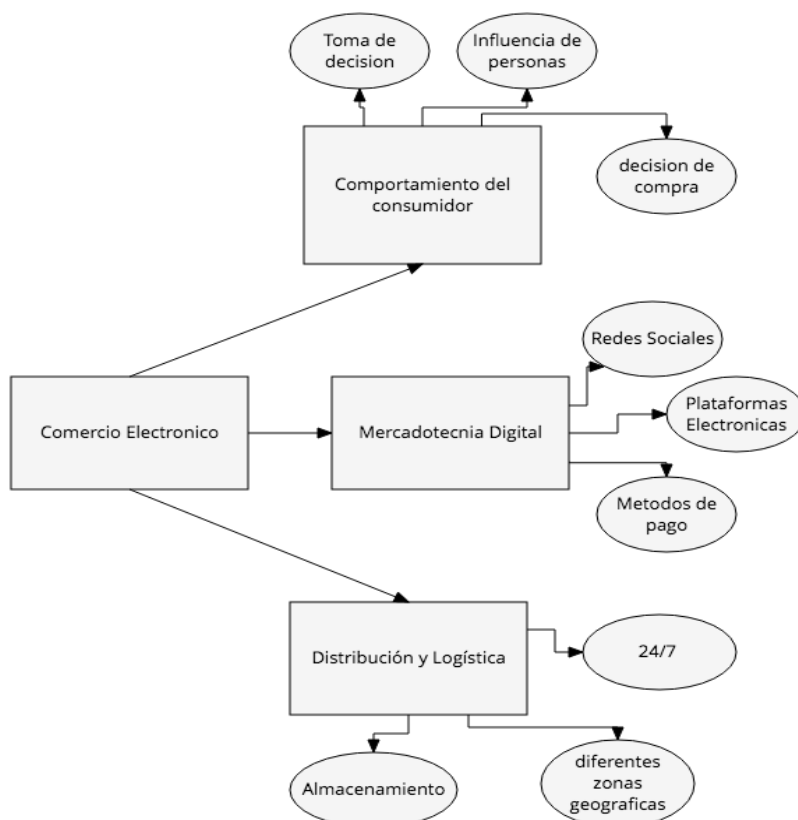 Toma de
decision
Influencia de
personas
Comportamiento del
consumidor
decision de
compra
Redes Sociales
Comercio Electronico
Mercadotecnia Digital
Plataformas
Electronicas
Metodos de
pago
Distribución y Logística
24/7
Almacenamiento
diferentes
zonas
geograficas